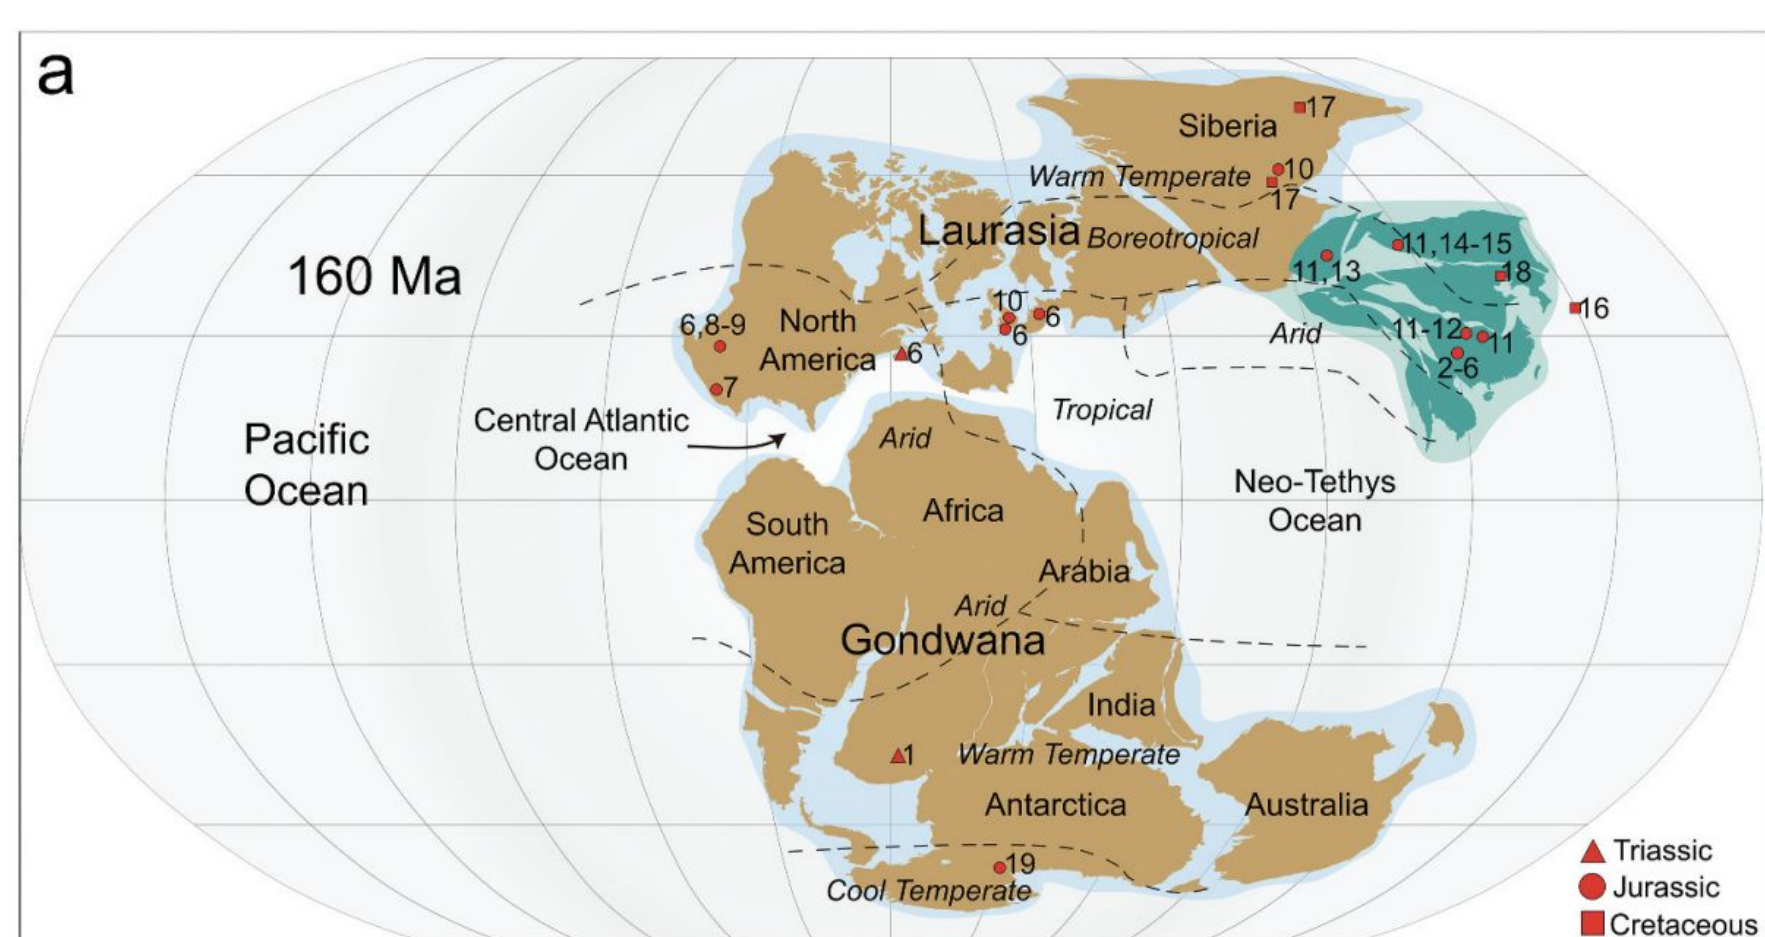 a
17
Siberia
10
Warm Temperate
17
Laurasia
Boreotropical
11,14-15
11,13
18
160 Ma
10
6
6
16
6,8-9
North
America
6
Arid
11-12
11
2-6
7
Central Atlantic
Ocean
Tropical
Arid
Pacific
Ocean
Neo-Tethys
Ocean
South
America
Africa
Arabia
Arid
Gondwana
India
1
Warm Temperate
Antarctica
Australia
19
Cool Temperate
Triassic
Jurassic
Cretaceous